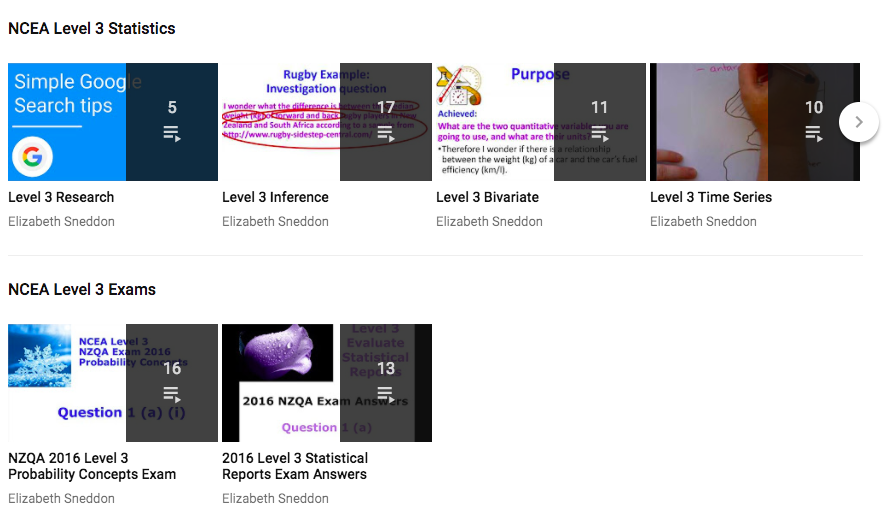 NCEA Level 3 Statistics
Simple Google
Search tips
5
G
Level 3 Research
Elizabeth Sneddon
Rugby Example:
Investigation question
I wonder what the difference is between the median
weight (kg) of forward and back rugby players in New
Zealand and South Africa according to a sample from
http://www.rugby-sidestep-central.com/
17
Level 3 Inference
Elizabeth Sneddon
Purpose
Achieved:
What are the two quantitative variables you are
going to use, and what are their units?
•Therefore I wonder if there is a relationship
between the weight (kg) of a car and the car's fuel
efficiency (km/l).
11
Level 3 Bivariate
Elizabeth Sneddon
10
Level 3 Time Series
Elizabeth Sneddon
NCEA Level 3 Exams
NCEA Level 3
NZQA Exam 2016
Probability Concepts
16
Question 1 (a) (i)
NZQA 2016 Level 3
Probability Concepts Exam
Elizabeth Sneddon
Level 3
Evaluate
Statistical
Reports
13
2016 NZQA Exam Answers
Question 1 (a)
2016 Level 3 Statistical
Reports Exam Answers
Elizabeth Sneddon